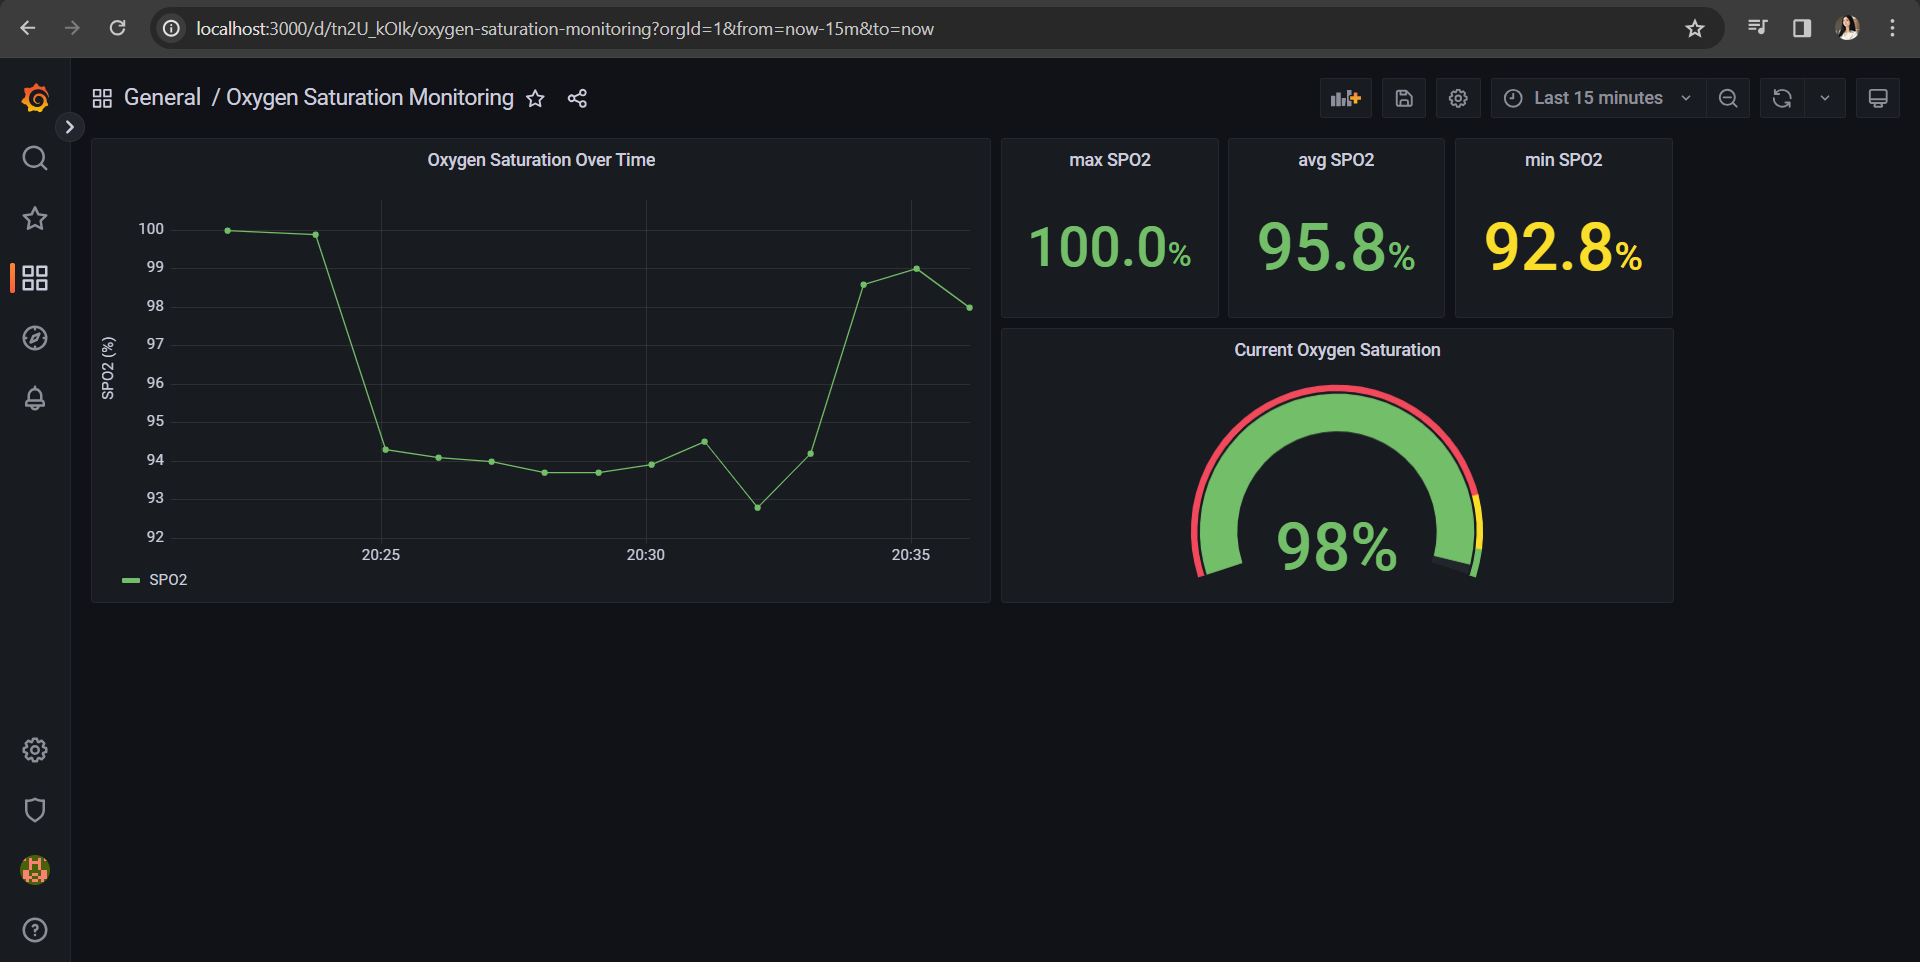 localhost:3000/d/tn2U_kOIk/oxygen-saturation-monitoring?orgId=1&from=now-15m&to=now
General / Oxygen Saturation Monitoring
Last 15 minutes
Oxygen Saturation Over Time
SPO2 (%)
100
99
98
97
96
95
94
93
92
20:25
20:30
20:35
SPO2
max SPO2
100.0%
avg SPO2
95.8%
min SPO2
92.8%
Current Oxygen Saturation
98%